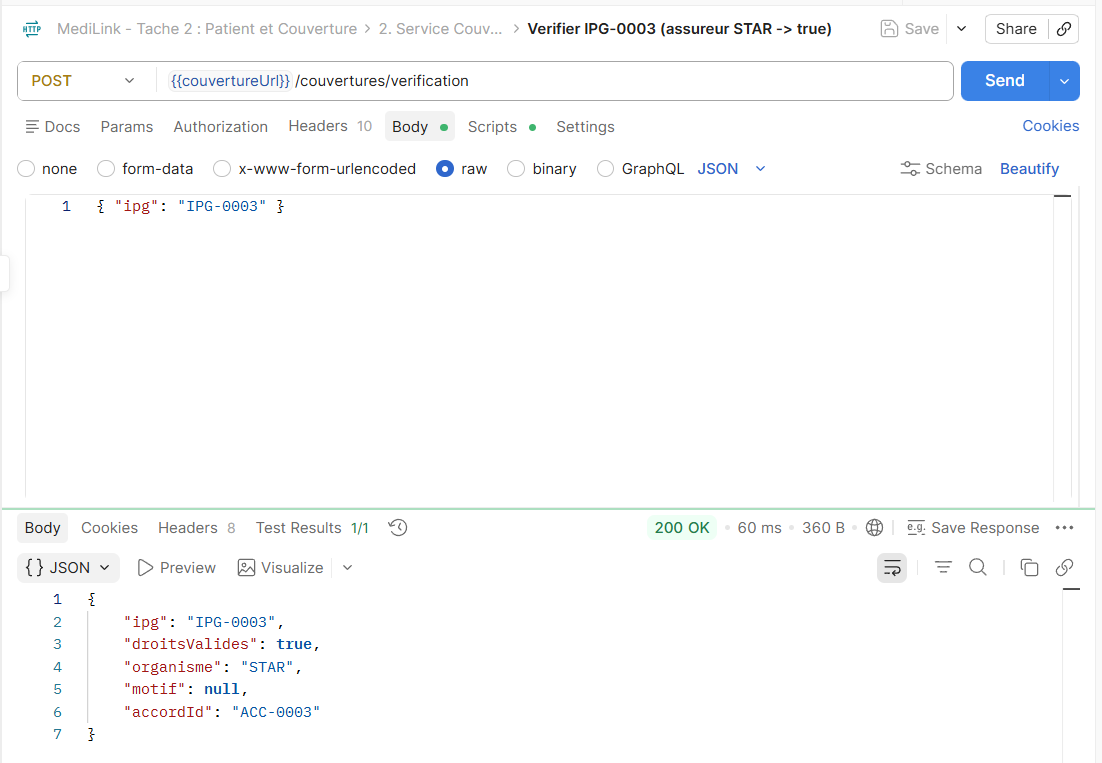 HTTP MediLink - Tache 2 : Patient et Couverture > 2. Service Couv... > Verifier IPG-0003 (assureur STAR -> true) Save Share
POST {{couvertureUrl}} /couvertures/verification Send
Docs Params Authorization Headers 10 Body Scripts Settings Cookies
none form-data x-www-form-urlencoded raw binary GraphQL JSON Schema Beautify
1 { "ipg": "IPG-0003" }
Body Cookies Headers 8 Test Results 1/1 200 OK 60 ms 360 B e.g. Save Response
{} JSON Preview Visualize
1 {
2 "ipg": "IPG-0003",
3 "droitsValides": true,
4 "organisme": "STAR",
5 "motif": null,
6 "accordId": "ACC-0003"
7 }